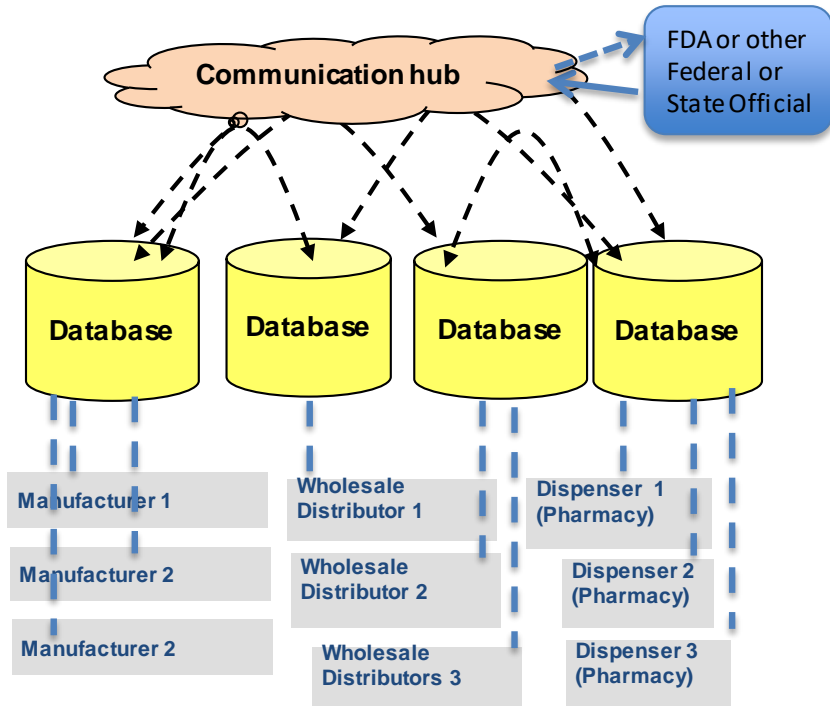 Communication hub
FDA or other
Federal or
State Official
Database
Database
Database
Database
Manufacturer 1
Manufacturer 2
Manufacturer 2
Wholesale
Distributor 1
Wholesale
Distributor 2
Wholesale
Distributors 3
Dispenser 1
(Pharmacy)
Dispenser 2
(Pharmacy)
Dispenser 3
(Pharmacy)